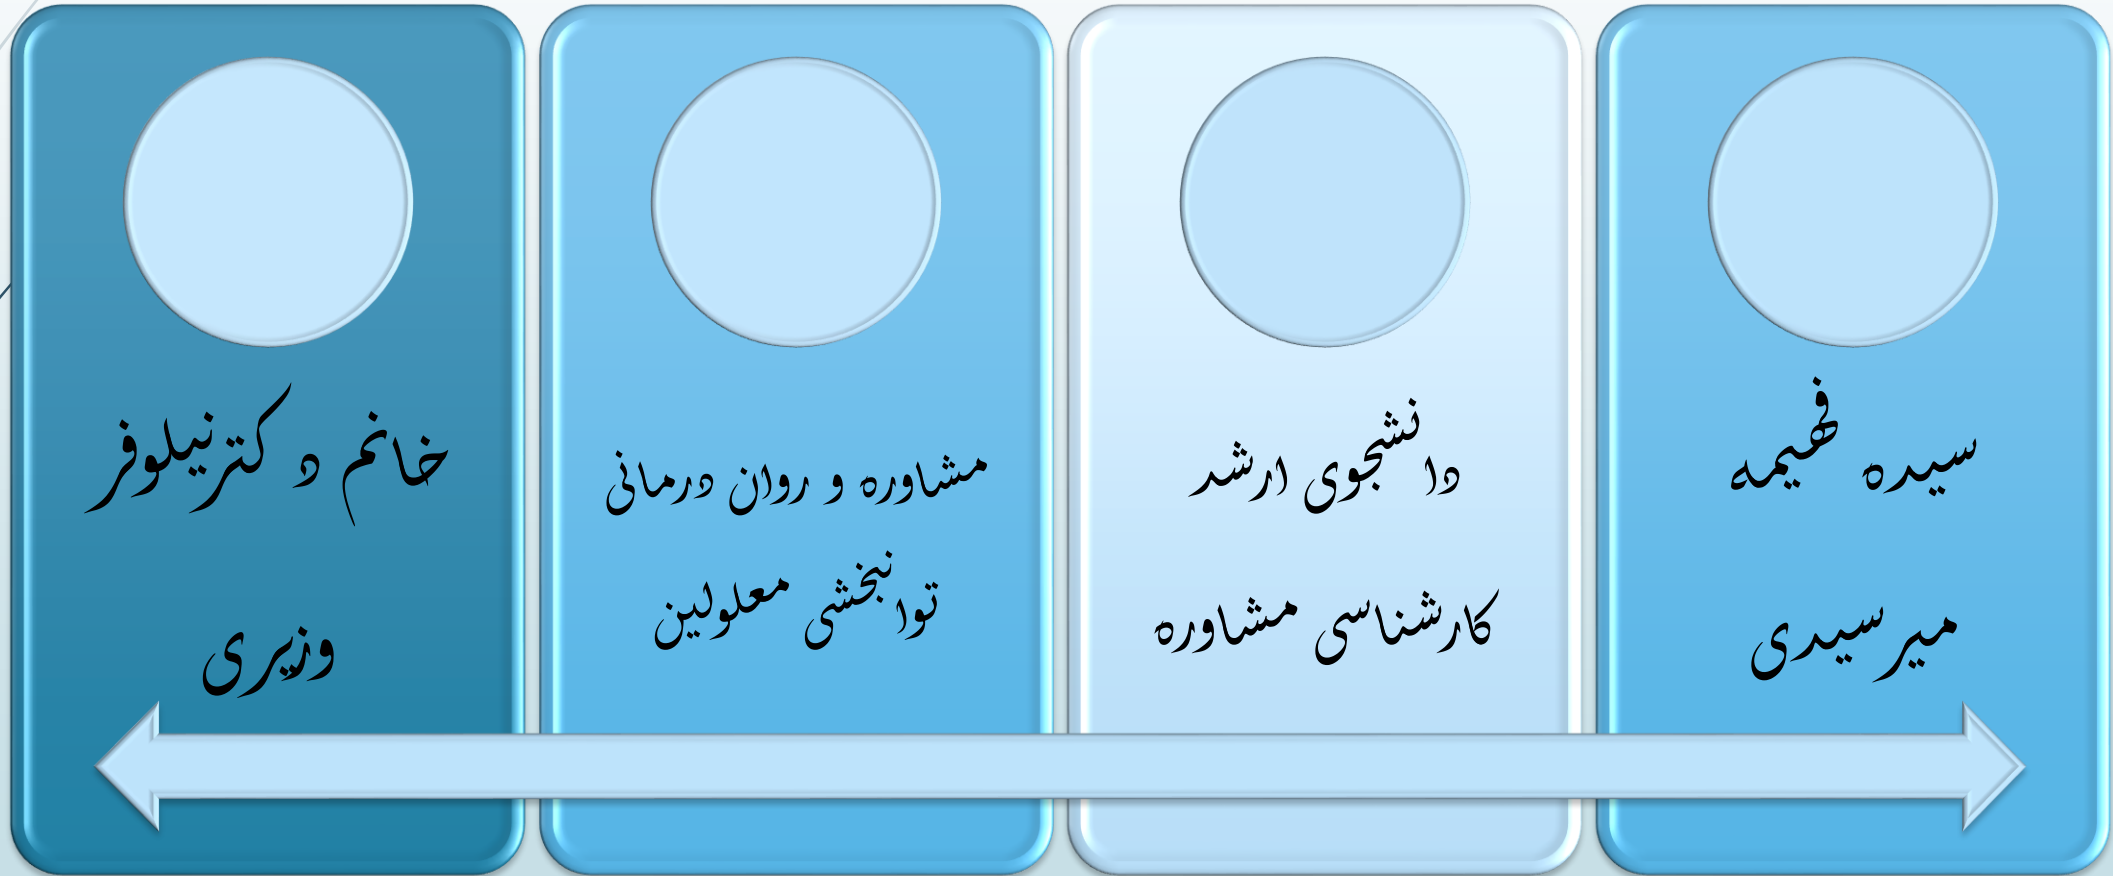 سیده فهیمه
میرسیدی
دانشجوی ارشد
کارشناسی مشاوره
مشاوره و روان درمانی
توانبخشی معلولین
خانم دکترنیلوفر
وزیری